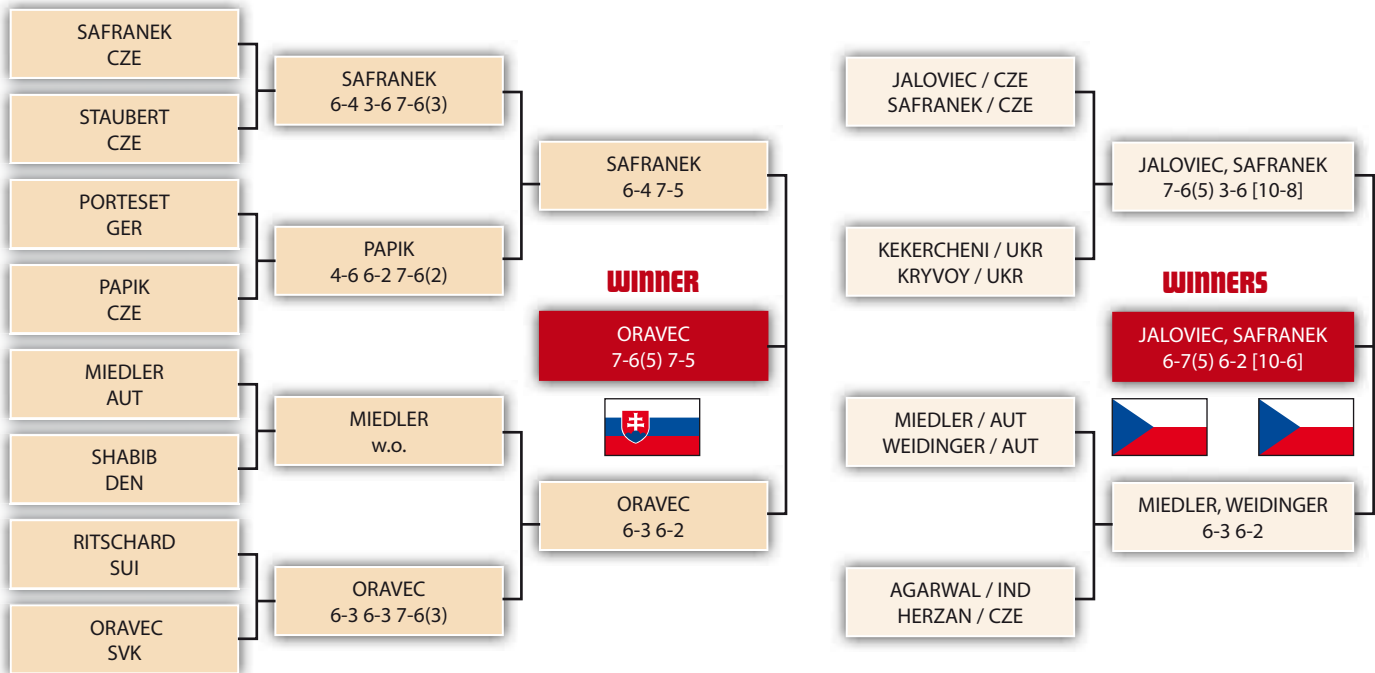 SAFRANEK
CZE
STAUBERT
CZE
PORTESET
GER
PAPIK
CZE
MIEDLER
AUT
SHABIB
DEN
RITSCHARD
SUI
ORAVEC
SVK
SAFRANEK
6-4 3-6 7-6(3)
PAPIK
4-6 6-2 7-6(2)
MIEDLER
w.o.
ORAVEC
6-3 6-3 7-6(3)
SAFRANEK
6-4 7-5
WINNER
ORAVEC
7-6(5) 7-5
ORAVEC
6-3 6-2
JALOVIEC / CZE
SAFRANEK / CZE
KEKERCHENI / UKR
KRYVOY / UKR
MIEDLER / AUT
WEIDINGER / AUT
AGARWAL / IND
HERZAN / CZE
JALOVIEC, SAFRANEK
7-6(5) 3-6 [10-8]
WINNERS
JALOVIEC, SAFRANEK
6-7(5) 6-2 [10-6]
MIEDLER, WEIDINGER
6-3 6-2